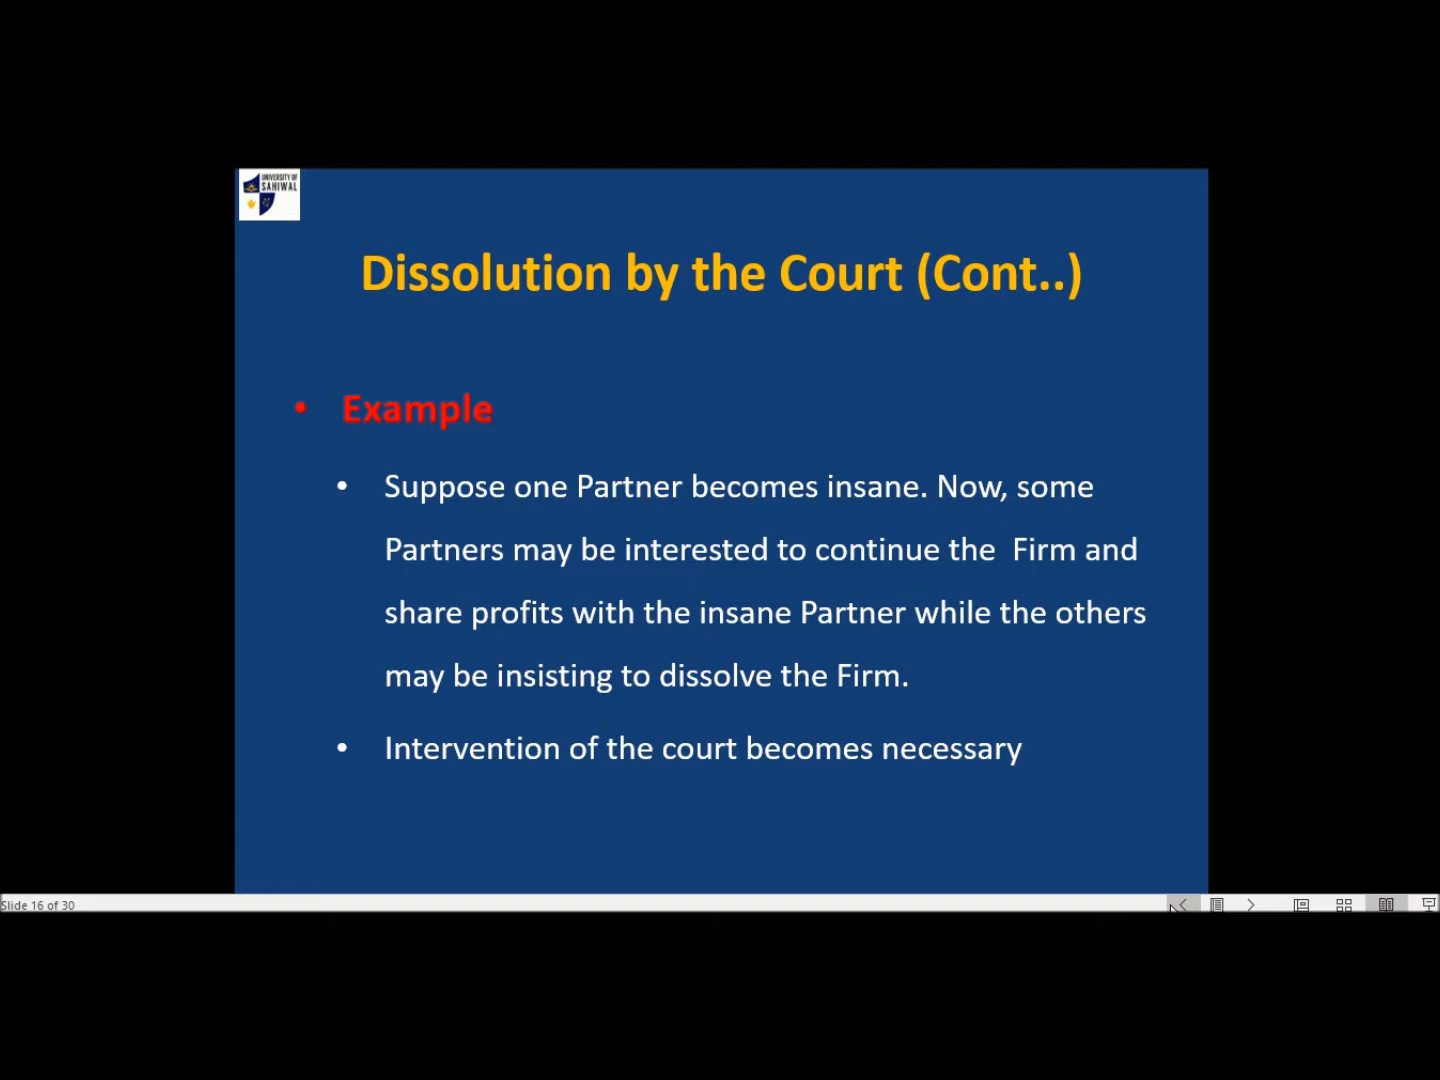 UNIVERSITY OF
SAHIWAL
Dissolution by the Court (Cont..)
• Example
• Suppose one Partner becomes insane. Now, some
Partners may be interested to continue the Firm and
share profits with the insane Partner while the others
may be insisting to dissolve the Firm.
• Intervention of the court becomes necessary
Slide 16 of 30